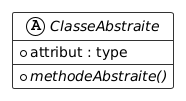 A ClasseAbstraite
attribut : type
methodeAbstraite()